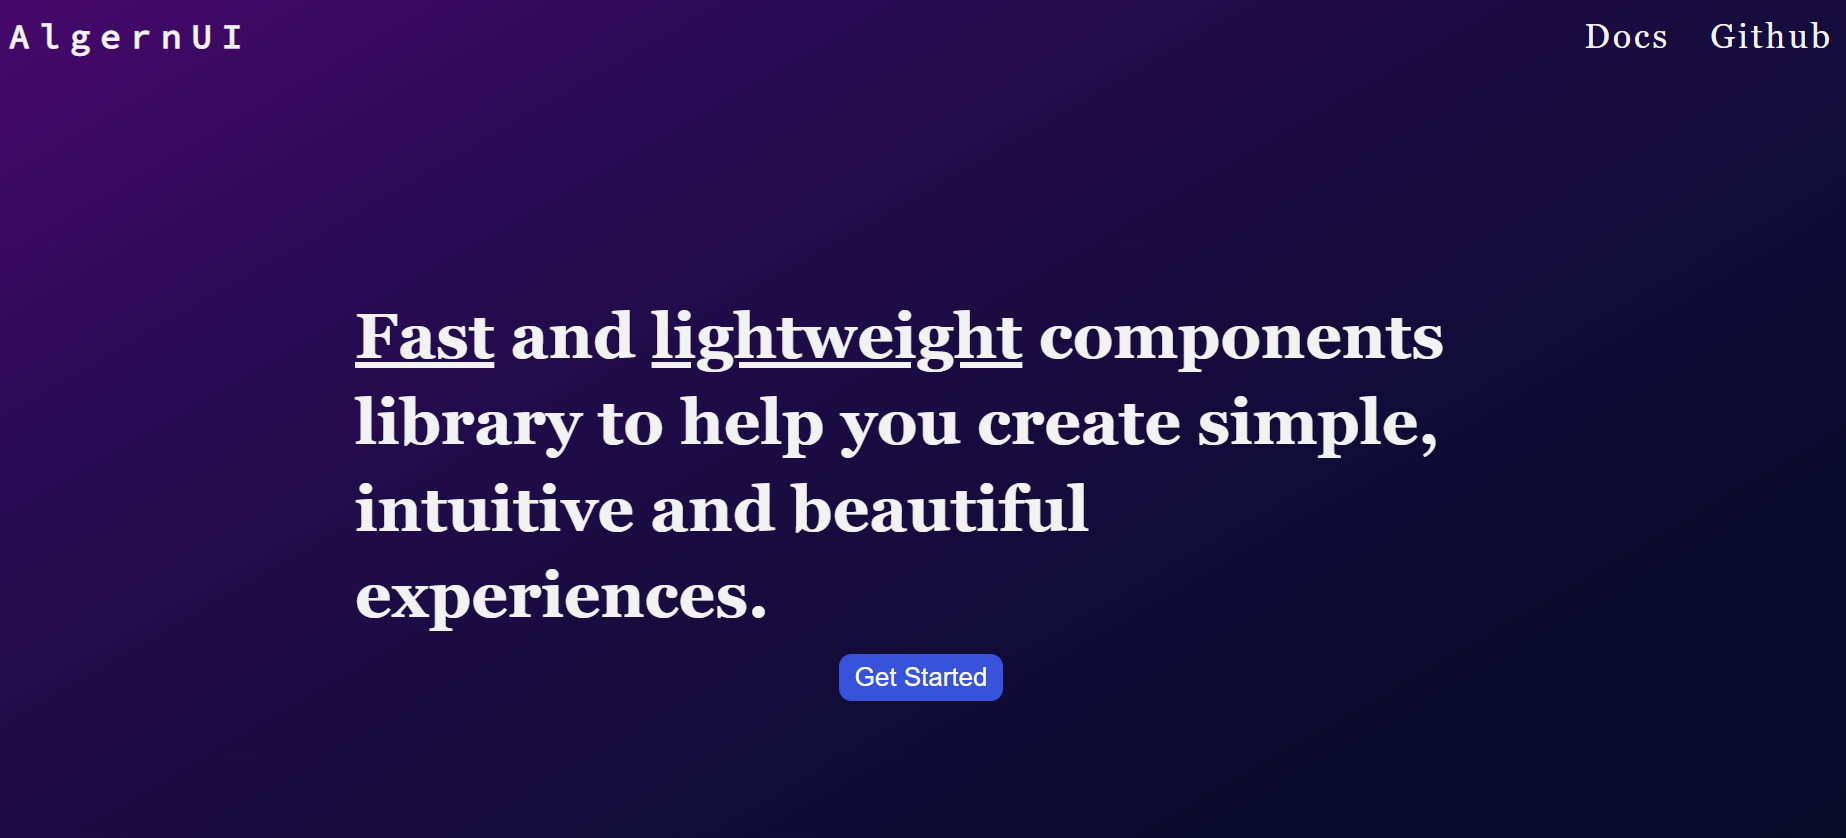 AlgernUI
Docs
Github
Fast and lightweight components
library to help you create simple,
intuitive and beautiful
experiences.
Get Started